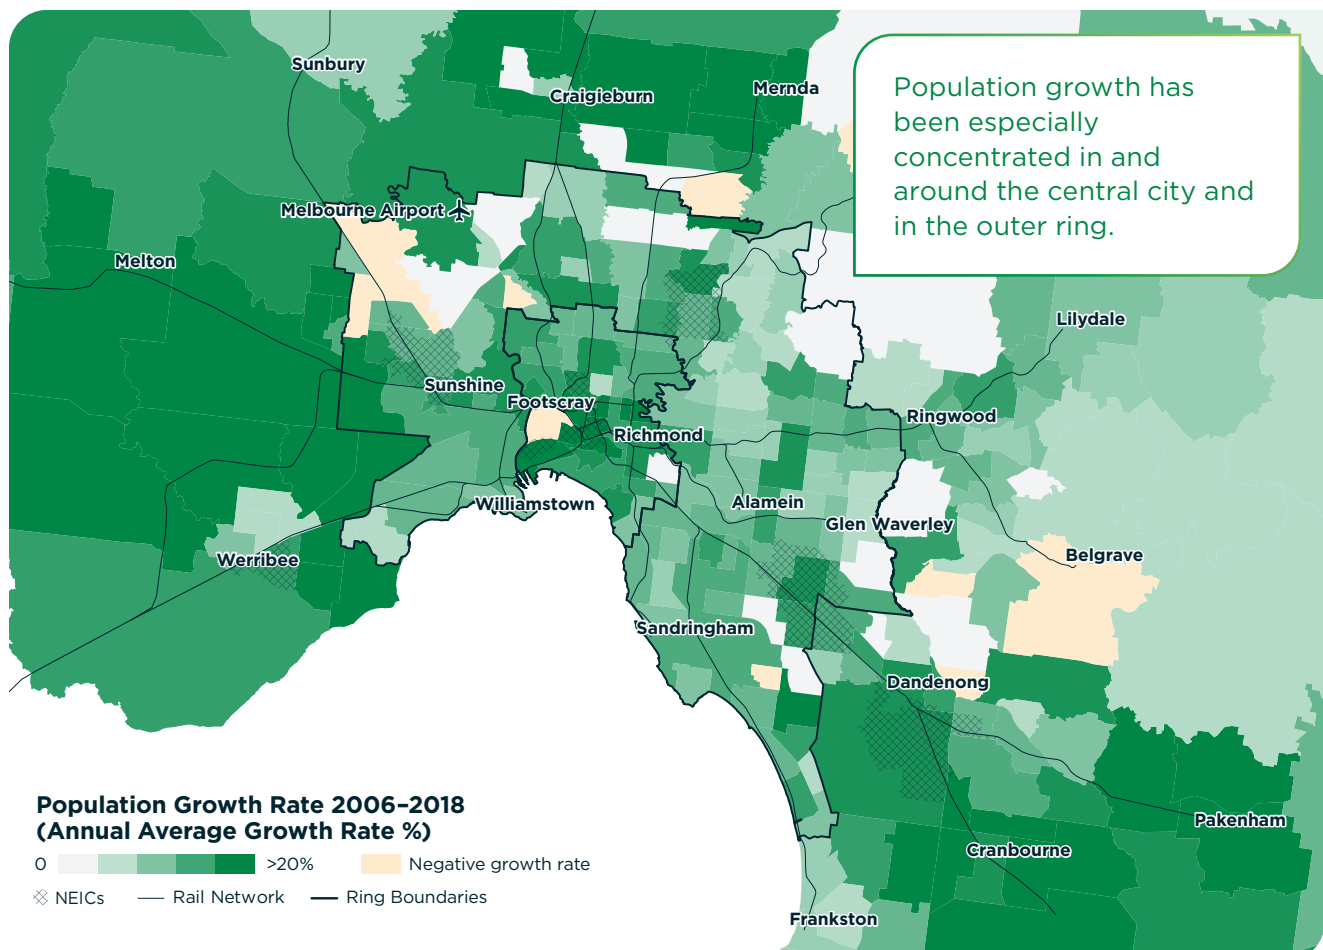 Sunbury
Craigieburn
Mernda
Population growth has
been especially
concentrated in and
around the central city and
in the outer ring.
Melbourne Airport
Melton
Lilydale
Sunshine
Footscray
Ringwood
Richmond
Williamstown
Alamein
Glen Waverley
Werribee
Belgrave
Sandringham
Dandenong
Pakenham
Cranbourne
Frankston
Population Growth Rate 2006–2018
(Annual Average Growth Rate %)
0 >20% Negative growth rate
NEICs Rail Network Ring Boundaries